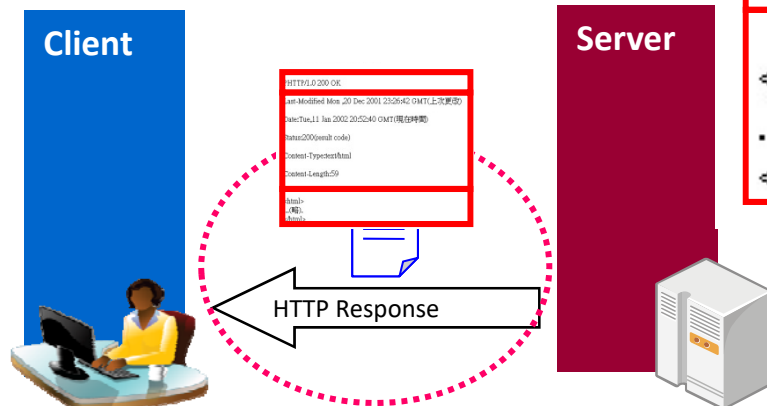 Client
Server
HTTP/1.0 200 OK
Last-Modified Mon ,20 Dec 2001 23:26:42 GMT(上次更改)
Date:Tue,11 Jan 2002 20:52:40 GMT(現在時間)
Status:200(result code)
Content-Type:text/html
Content-Length:59
<html>
...(略)..
</html>
HTTP Response